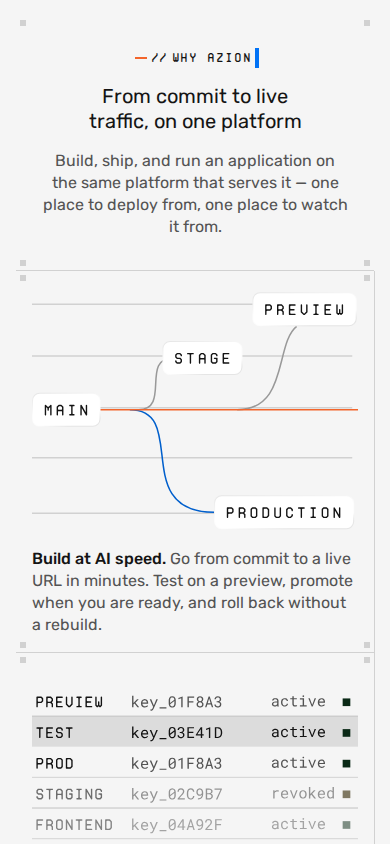 // WHY AZION
From commit to live
traffic, on one platform
Build, ship, and run an application on
the same platform that serves it — one
place to deploy from, one place to watch
it from.
PREVIEW
STAGE
MAIN
PRODUCTION
Build at AI speed. Go from commit to a live
URL in minutes. Test on a preview, promote
when you are ready, and roll back without
a rebuild.
PREVIEW key_01F8A3 active
TEST key_03E41D active
PROD key_01F8A3 active
STAGING key_02C9B7 revoked
FRONTEND key_04A92F active